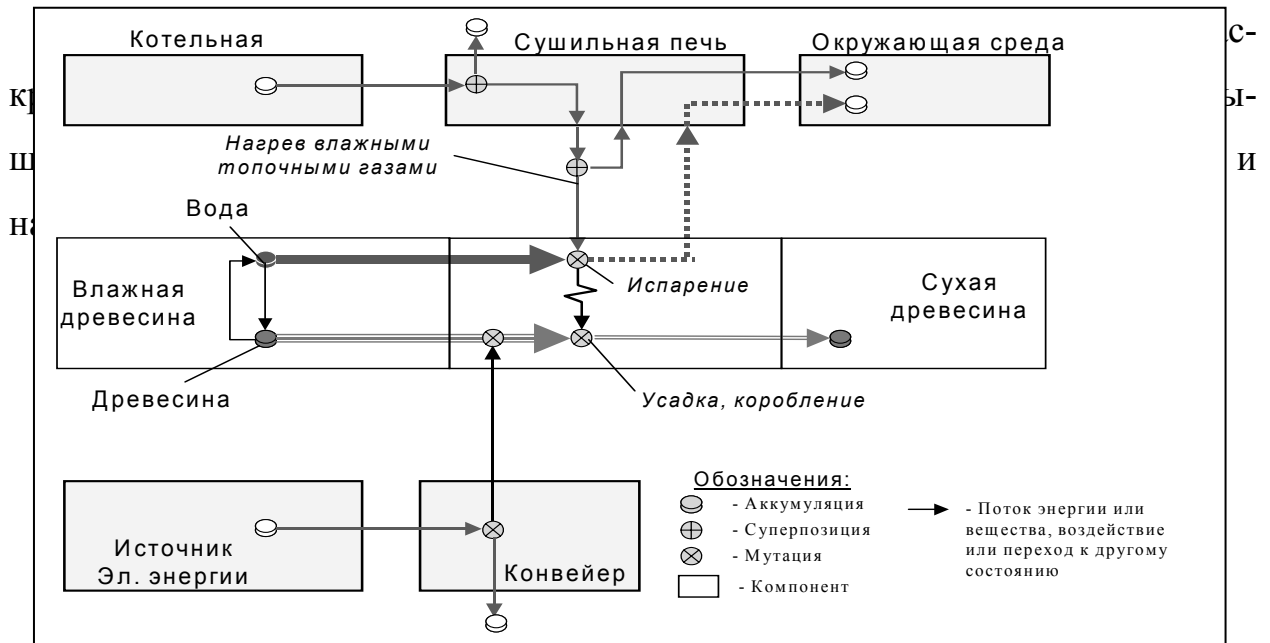 Котельная
Сушильная печь
Окружающая среда
Нагрев влажными
топочными газами
Вода
Испарение
Влажная
древесина
Сухая
древесина
Древесина
Усадка, коробление
Источник
Эл. энергии
Конвейер
Обозначения:
- Аккумуляция
- Суперпозиция
- Мутация
- Компонент
- Поток энергии или
вещества, воздействие
или переход к другому
состоянию